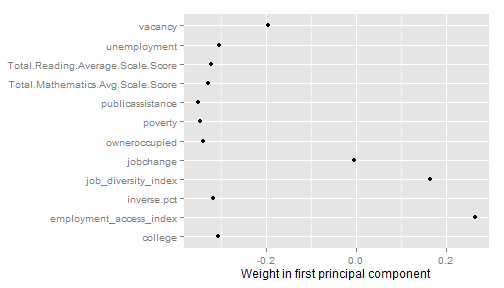 vacancy
unemployment
Total.Reading.Average.Scale.Score
Total.Mathematics.Avg.Scale.Score
publicassistance
poverty
owneroccupied
jobchange
job_diversity_index
inverse.pct
employment_access_index
college
-0.2 0.0 0.2
Weight in first principal component